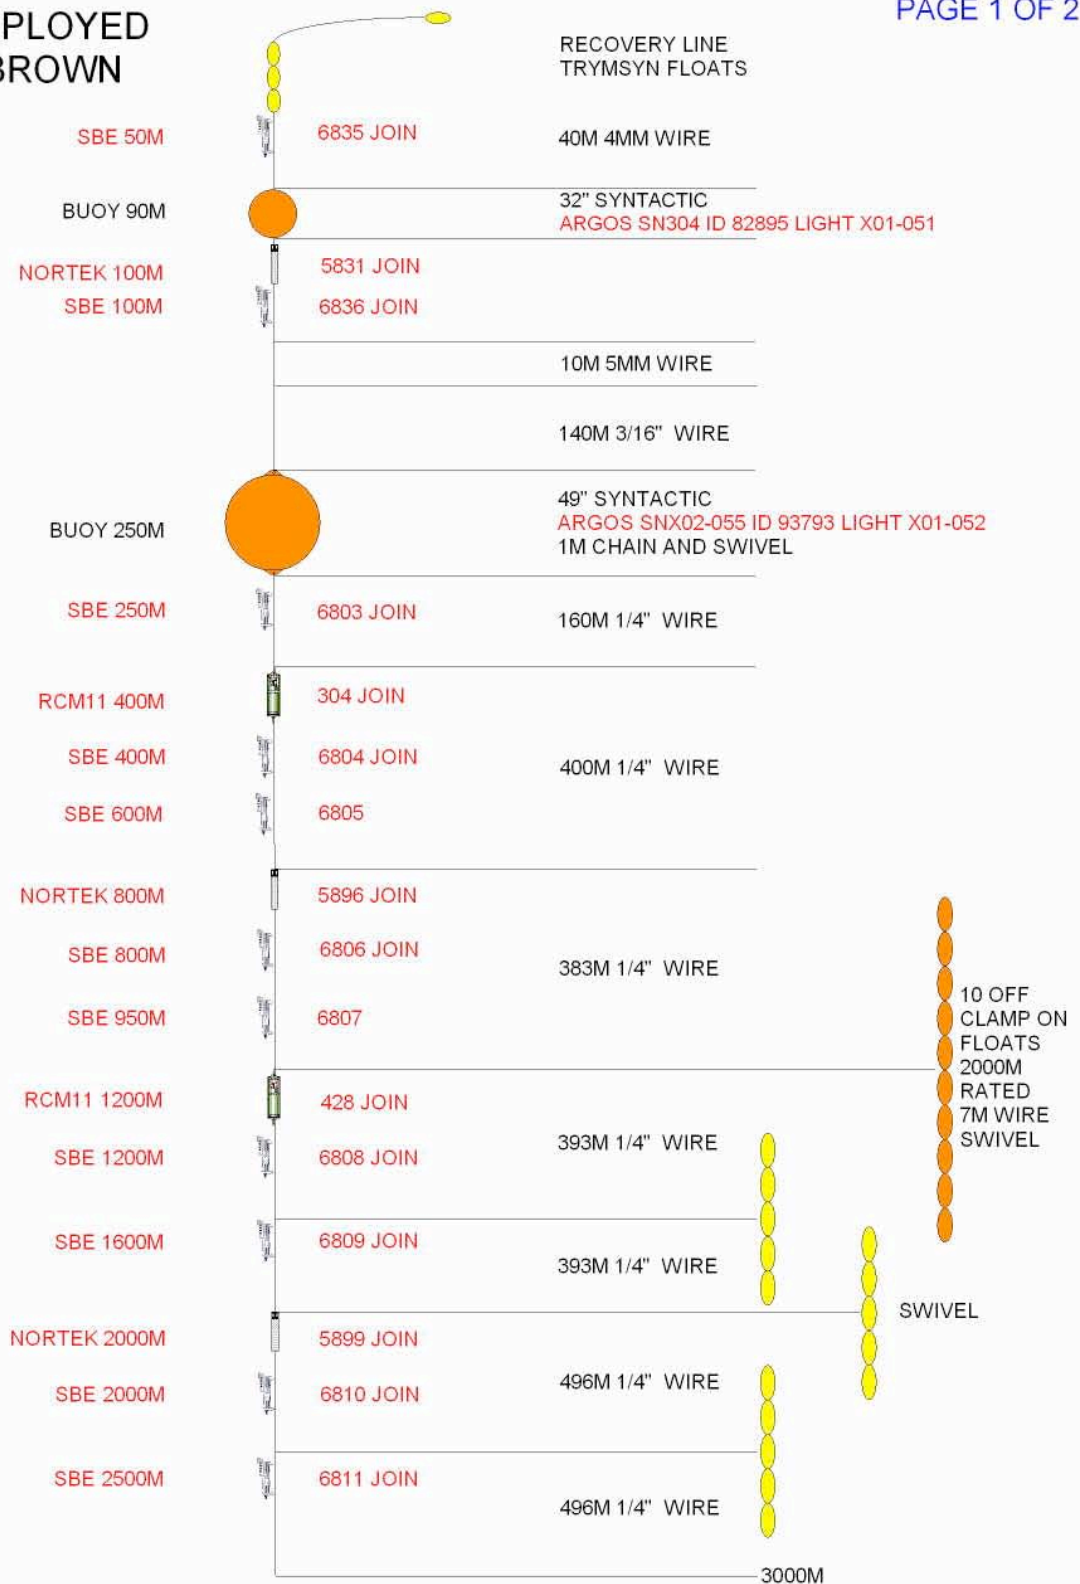 PLOYED
BROWN
PAGE 1 OF 2
RECOVERY LINE
TRYMSYN FLOATS
SBE 50M
6835 JOIN
40M 4MM WIRE
BUOY 90M
32" SYNTACTIC
ARGOS SN304 ID 82895 LIGHT X01-051
NORTEK 100M
5831 JOIN
SBE 100M
6836 JOIN
10M 5MM WIRE
140M 3/16" WIRE
BUOY 250M
49" SYNTACTIC
ARGOS SNX02-055 ID 93793 LIGHT X01-052
1M CHAIN AND SWIVEL
SBE 250M
6803 JOIN
160M 1/4" WIRE
RCM11 400M
304 JOIN
SBE 400M
6804 JOIN
400M 1/4" WIRE
SBE 600M
6805
NORTEK 800M
5896 JOIN
SBE 800M
6806 JOIN
383M 1/4" WIRE
SBE 950M
6807
10 OFF
CLAMP ON
FLOATS
2000M
RATED
7M WIRE
SWIVEL
RCM11 1200M
428 JOIN
393M 1/4" WIRE
SBE 1200M
6808 JOIN
SBE 1600M
6809 JOIN
393M 1/4" WIRE
SWIVEL
NORTEK 2000M
5899 JOIN
SBE 2000M
6810 JOIN
496M 1/4" WIRE
SBE 2500M
6811 JOIN
496M 1/4" WIRE
3000M